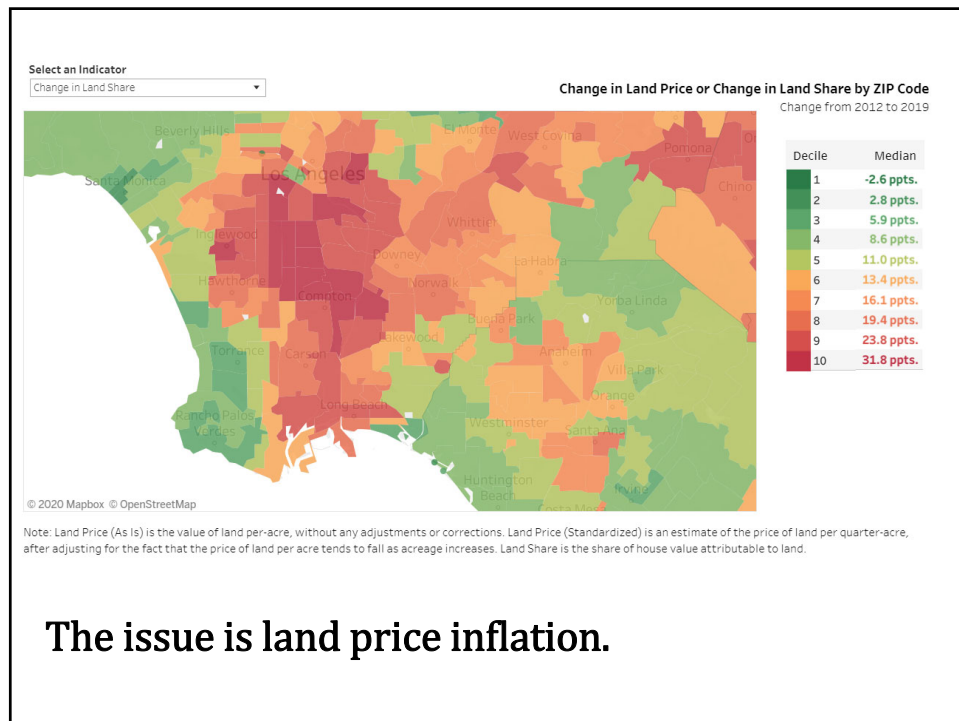 Select an Indicator
Change in Land Share
Change in Land Price or Change in Land Share by ZIP Code
Change from 2012 to 2019
Decile Median
1 -2.6 ppts.
2 2.8 ppts.
3 5.9 ppts.
4 8.6 ppts.
5 11.0 ppts.
6 13.4 ppts.
7 16.1 ppts.
8 19.4 ppts.
9 23.8 ppts.
10 31.8 ppts.
Beverly Hills
El Monte
West Covina
Pomona
Los Angeles
Santa Monica
Chino
Whittier
Inglewood
Downey
La Habra
Hawthorne
Compton
Norwalk
Yorba Linda
Buena Park
Lakewood
Torrance
Carson
Anaheim
Villa Park
Orange
Long Beach
Rancho Palos
Verdes
Westminster
Santa Ana
Huntington
Beach
Irvine
Costa Mes
© 2020 Mapbox © OpenStreetMap
Note: Land Price (As Is) is the value of land per-acre, without any adjustments or corrections. Land Price (Standardized) is an estimate of the price of land per quarter-acre,
after adjusting for the fact that the price of land per acre tends to fall as acreage increases. Land Share is the share of house value attributable to land.
The issue is land price inflation.